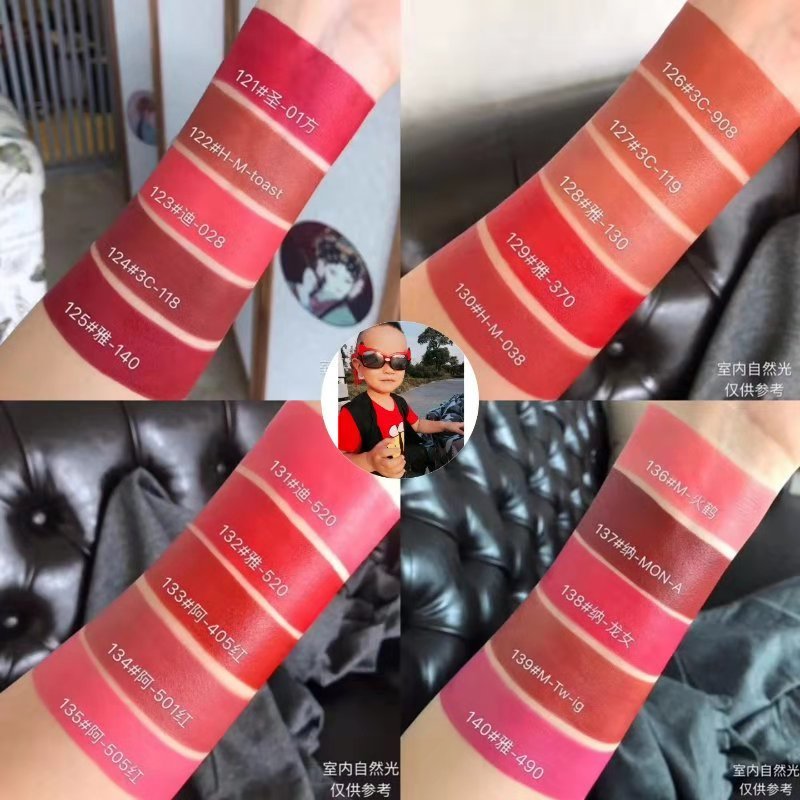 121#圣-01方
122#H-M-toast
123#迪-028
124#3C-118
125#雅-140
126#3C-908
127#3C-119
128#雅-130
129#雅-370
130#H-M-038
室内自然光
仅供参考
131#迪-520
132#雅-520
133#阿-405红
134#阿-501红
135#阿-505红
室内自然光
仅供参考
136#M-火鹤
137#纳-MON-A
138#纳-龙女
139#M-Tw-ig
140#雅-490
室内自然光
仅供参考